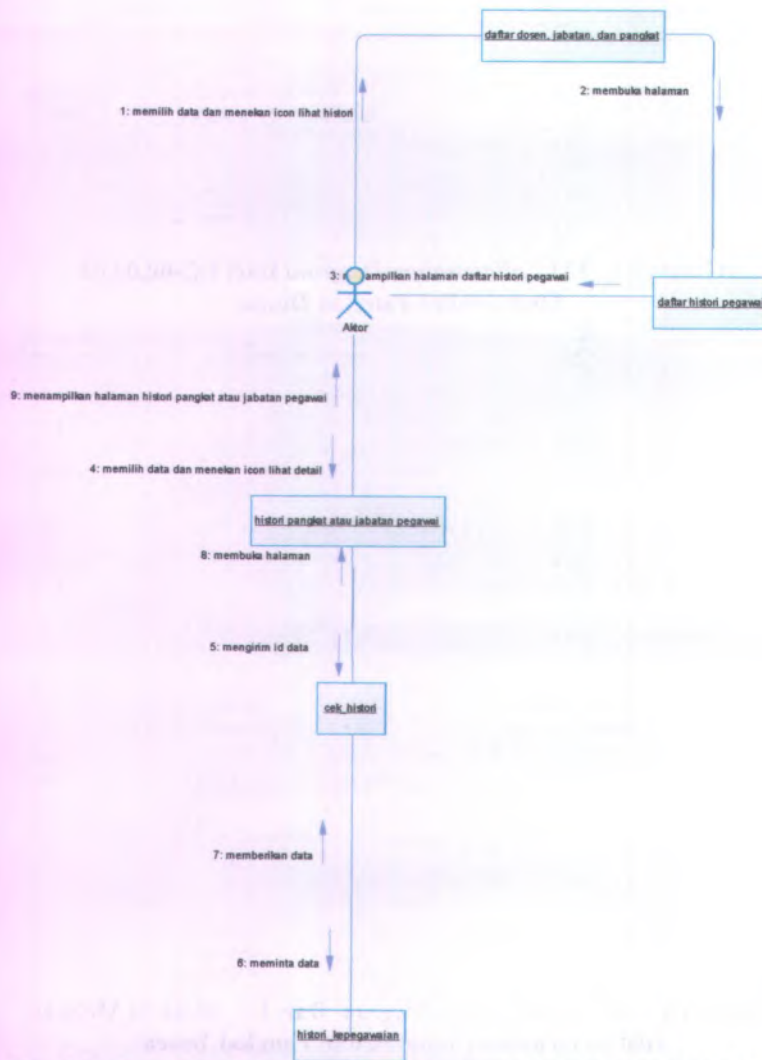 daftar dosen, jabatan, dan pangkat
2: membuka halaman
1: memilih data dan menekan icon lihat histori
3: ampilkan halaman daftar histori pegawai
daftar histori pegawai
Aktor
9: menampilkan halaman histori pangkat atau jabatan pegawai
4: memilih data dan menekan icon lihat detail
histori pangkat atau jabatan pegawai
8: membuka halaman
5: mengirim id data
cek_histori
7: memberikan data
6: meminta data
histori_kepegawaian